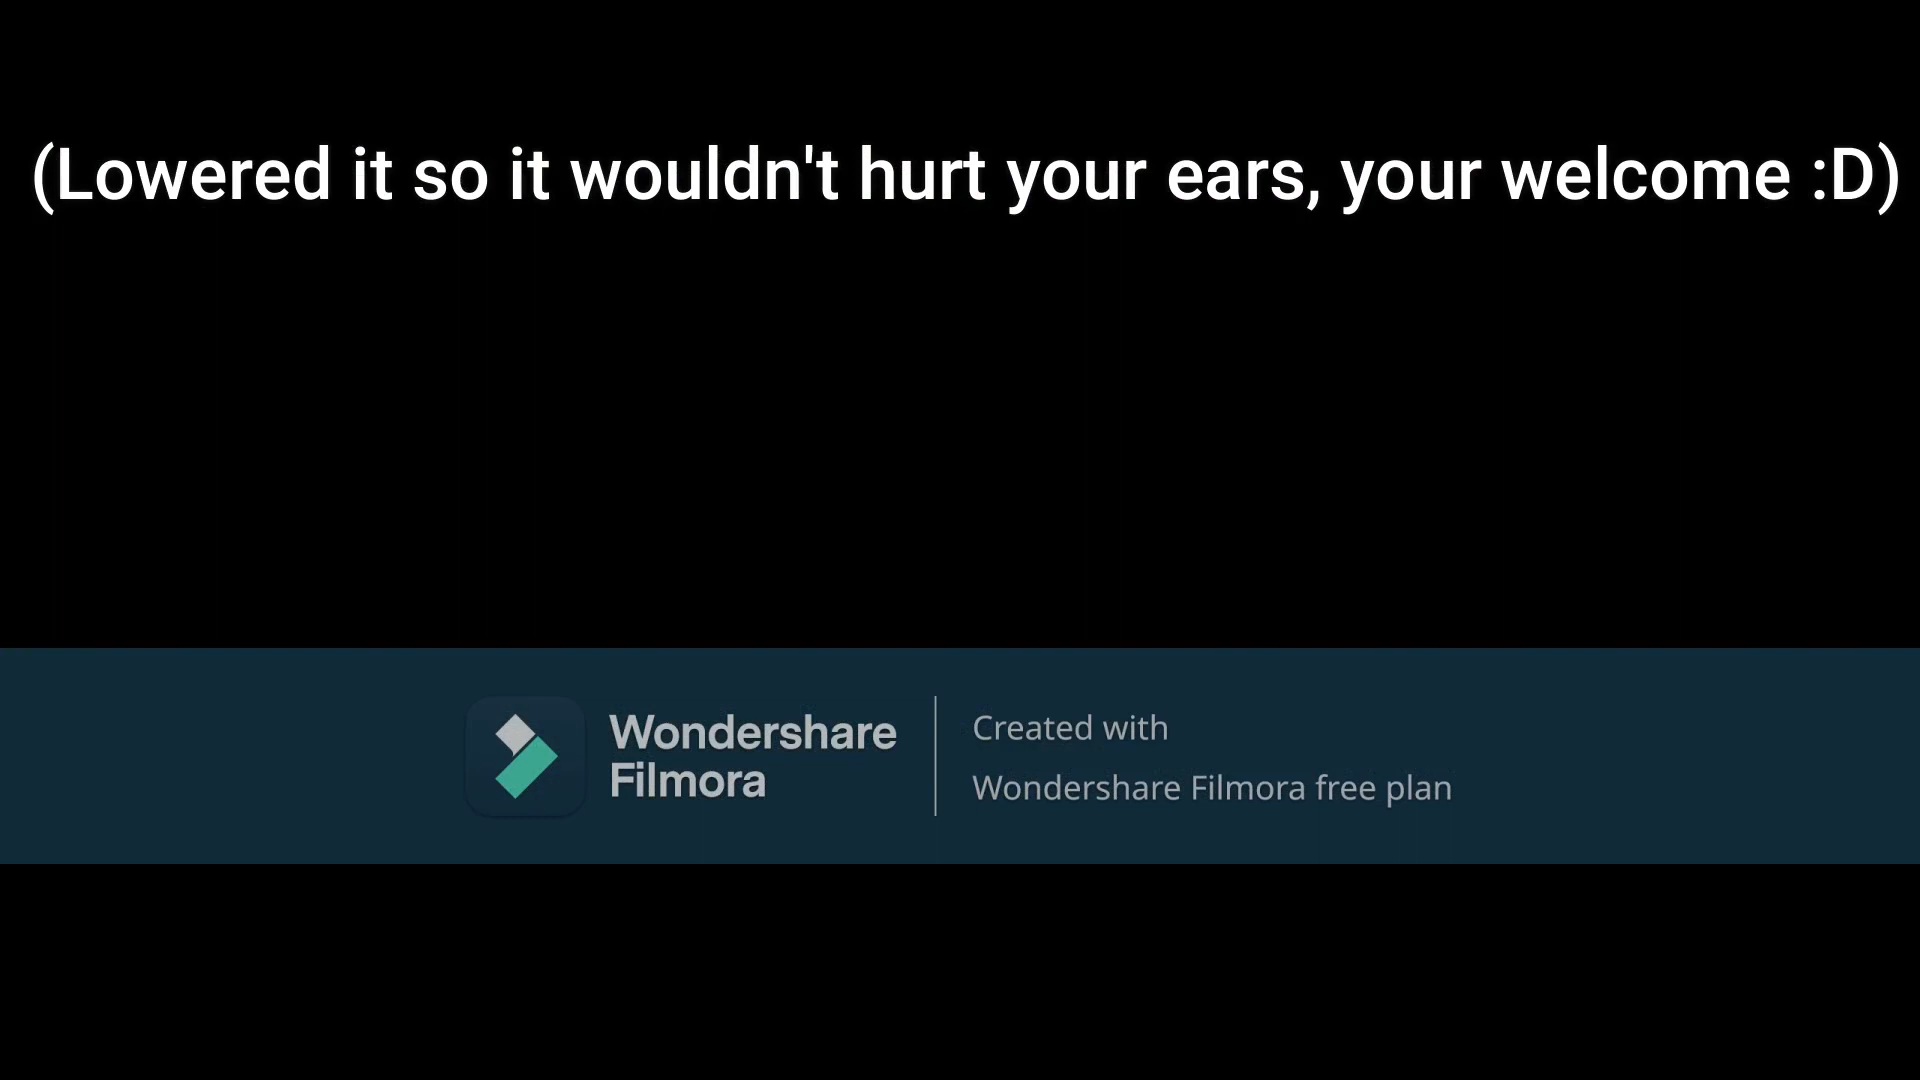 (Lowered it so it wouldn't hurt your ears, your welcome :D)
Wondershare
Filmora
Created with
Wondershare Filmora free plan